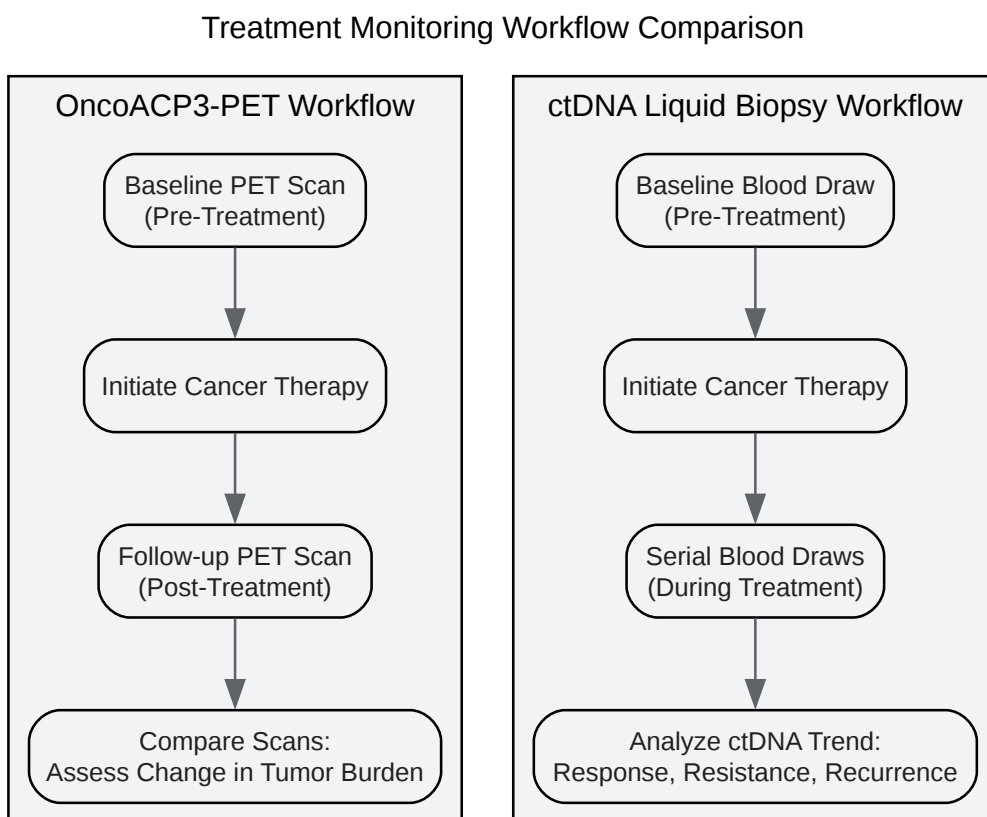 Treatment Monitoring Workflow Comparison
OncoACP3-PET Workflow
Baseline PET Scan
(Pre-Treatment)
Initiate Cancer Therapy
Follow-up PET Scan
(Post-Treatment)
Compare Scans:
Assess Change in Tumor Burden
ctDNA Liquid Biopsy Workflow
Baseline Blood Draw
(Pre-Treatment)
Initiate Cancer Therapy
Serial Blood Draws
(During Treatment)
Analyze ctDNA Trend:
Response, Resistance, Recurrence